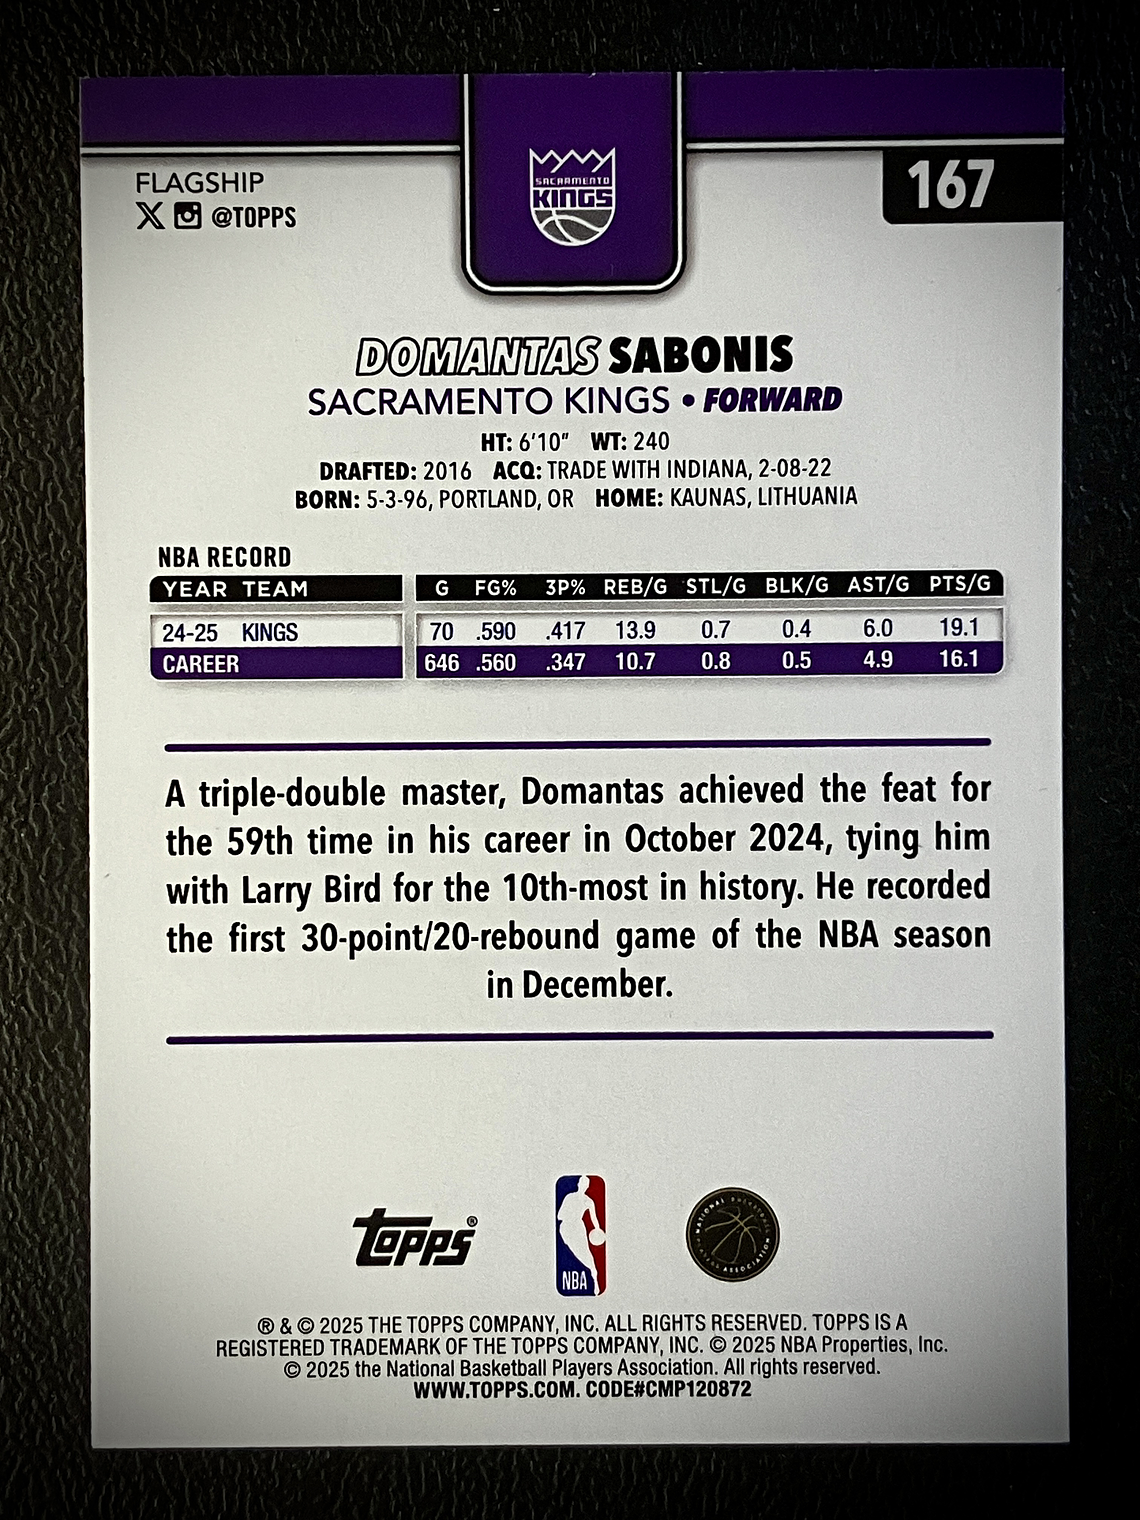 FLAGSHIP
@TOPPS
SACRAMENTO
KINGS
167
DOMANTAS SABONIS
SACRAMENTO KINGS • FORWARD
HT: 6'10" WT: 240
DRAFTED: 2016 ACQ: TRADE WITH INDIANA, 2-08-22
BORN: 5-3-96, PORTLAND, OR HOME: KAUNAS, LITHUANIA
NBA RECORD
YEAR TEAM G FG% 3P% REB/G STL/G BLK/G AST/G PTS/G
24-25 KINGS 70 .590 .417 13.9 0.7 0.4 6.0 19.1
CAREER 646 .560 .347 10.7 0.8 0.5 4.9 16.1
A triple-double master, Domantas achieved the feat for
the 59th time in his career in October 2024, tying him
with Larry Bird for the 10th-most in history. He recorded
the first 30-point/20-rebound game of the NBA season
in December.
Topps®
NBA
NATIONAL BASKETBALL PLAYERS ASSOCIATION
® & © 2025 THE TOPPS COMPANY, INC. ALL RIGHTS RESERVED. TOPPS IS A
REGISTERED TRADEMARK OF THE TOPPS COMPANY, INC. © 2025 NBA Properties, Inc.
© 2025 the National Basketball Players Association. All rights reserved.
WWW.TOPPS.COM. CODE#CMP120872